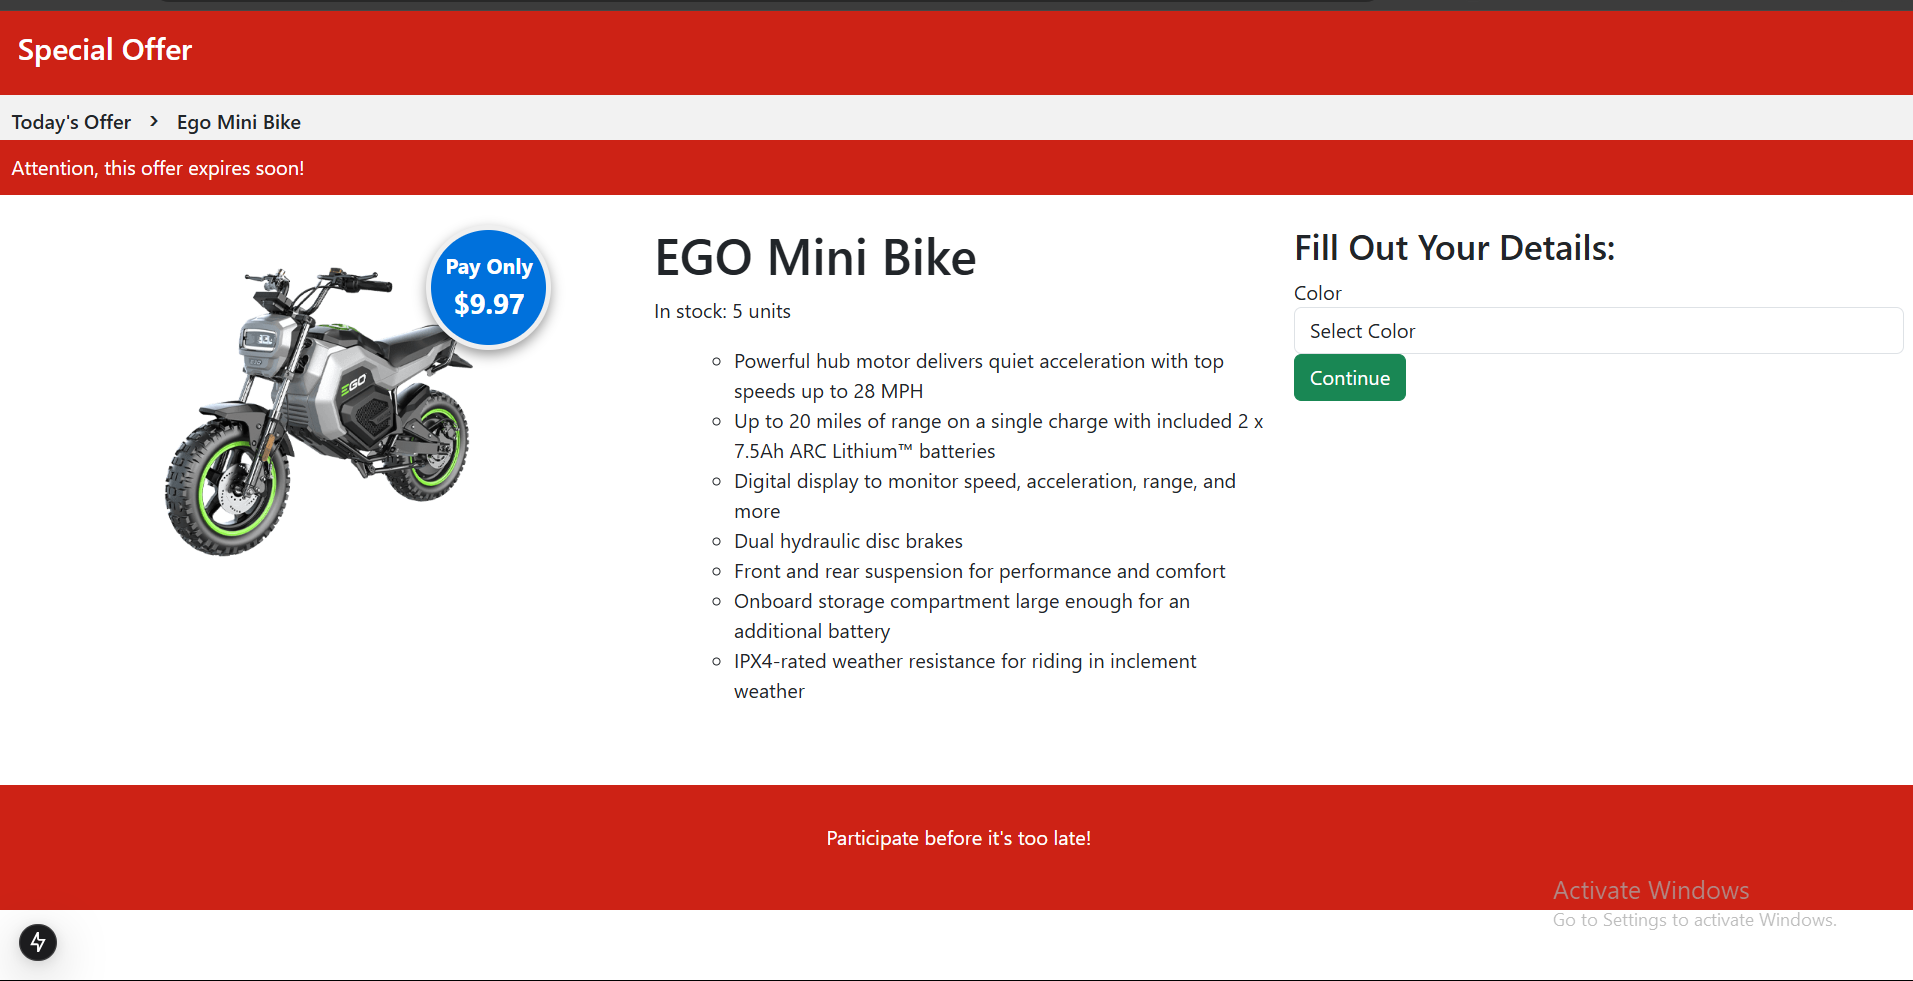 Special Offer
Today's Offer > Ego Mini Bike
Attention, this offer expires soon!
Pay Only
$9.97
EGO
EGO Mini Bike
In stock: 5 units
Powerful hub motor delivers quiet acceleration with top
speeds up to 28 MPH
Up to 20 miles of range on a single charge with included 2 x
7.5Ah ARC Lithium™ batteries
Digital display to monitor speed, acceleration, range, and
more
Dual hydraulic disc brakes
Front and rear suspension for performance and comfort
Onboard storage compartment large enough for an
additional battery
IPX4-rated weather resistance for riding in inclement
weather
Fill Out Your Details:
Color
Select Color
Continue
Participate before it's too late!
Activate Windows
Go to Settings to activate Windows.